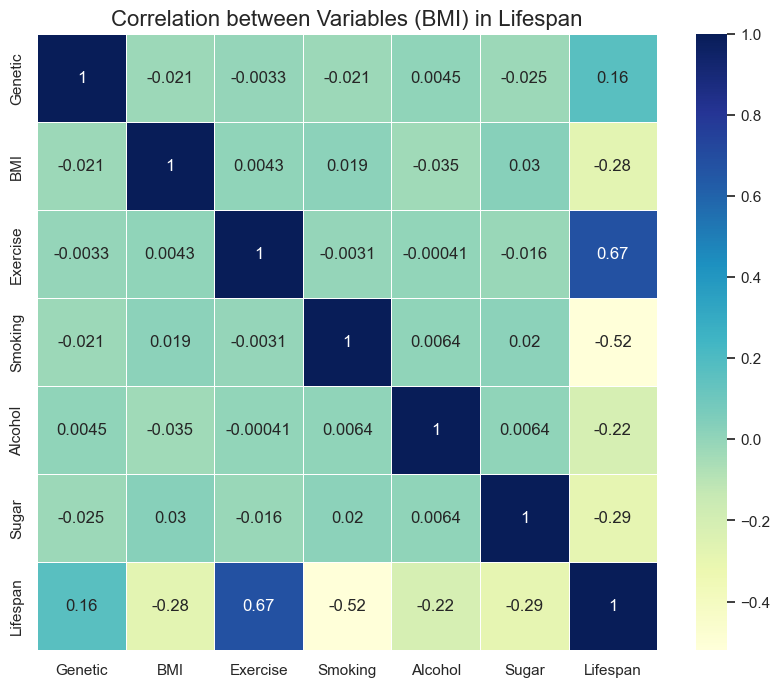 Correlation between Variables (BMI) in Lifespan
Genetic 1 -0.021 -0.0033 -0.021 0.0045 -0.025 0.16
BMI -0.021 1 0.0043 0.019 -0.035 0.03 -0.28
Exercise -0.0033 0.0043 1 -0.0031 -0.00041 -0.016 0.67
Smoking -0.021 0.019 -0.0031 1 0.0064 0.02 -0.52
Alcohol 0.0045 -0.035 -0.00041 0.0064 1 0.0064 -0.22
Sugar -0.025 0.03 -0.016 0.02 0.0064 1 -0.29
Lifespan 0.16 -0.28 0.67 -0.52 -0.22 -0.29 1
Genetic BMI Exercise Smoking Alcohol Sugar Lifespan
1.0
0.8
0.6
0.4
0.2
0.0
−0.2
−0.4